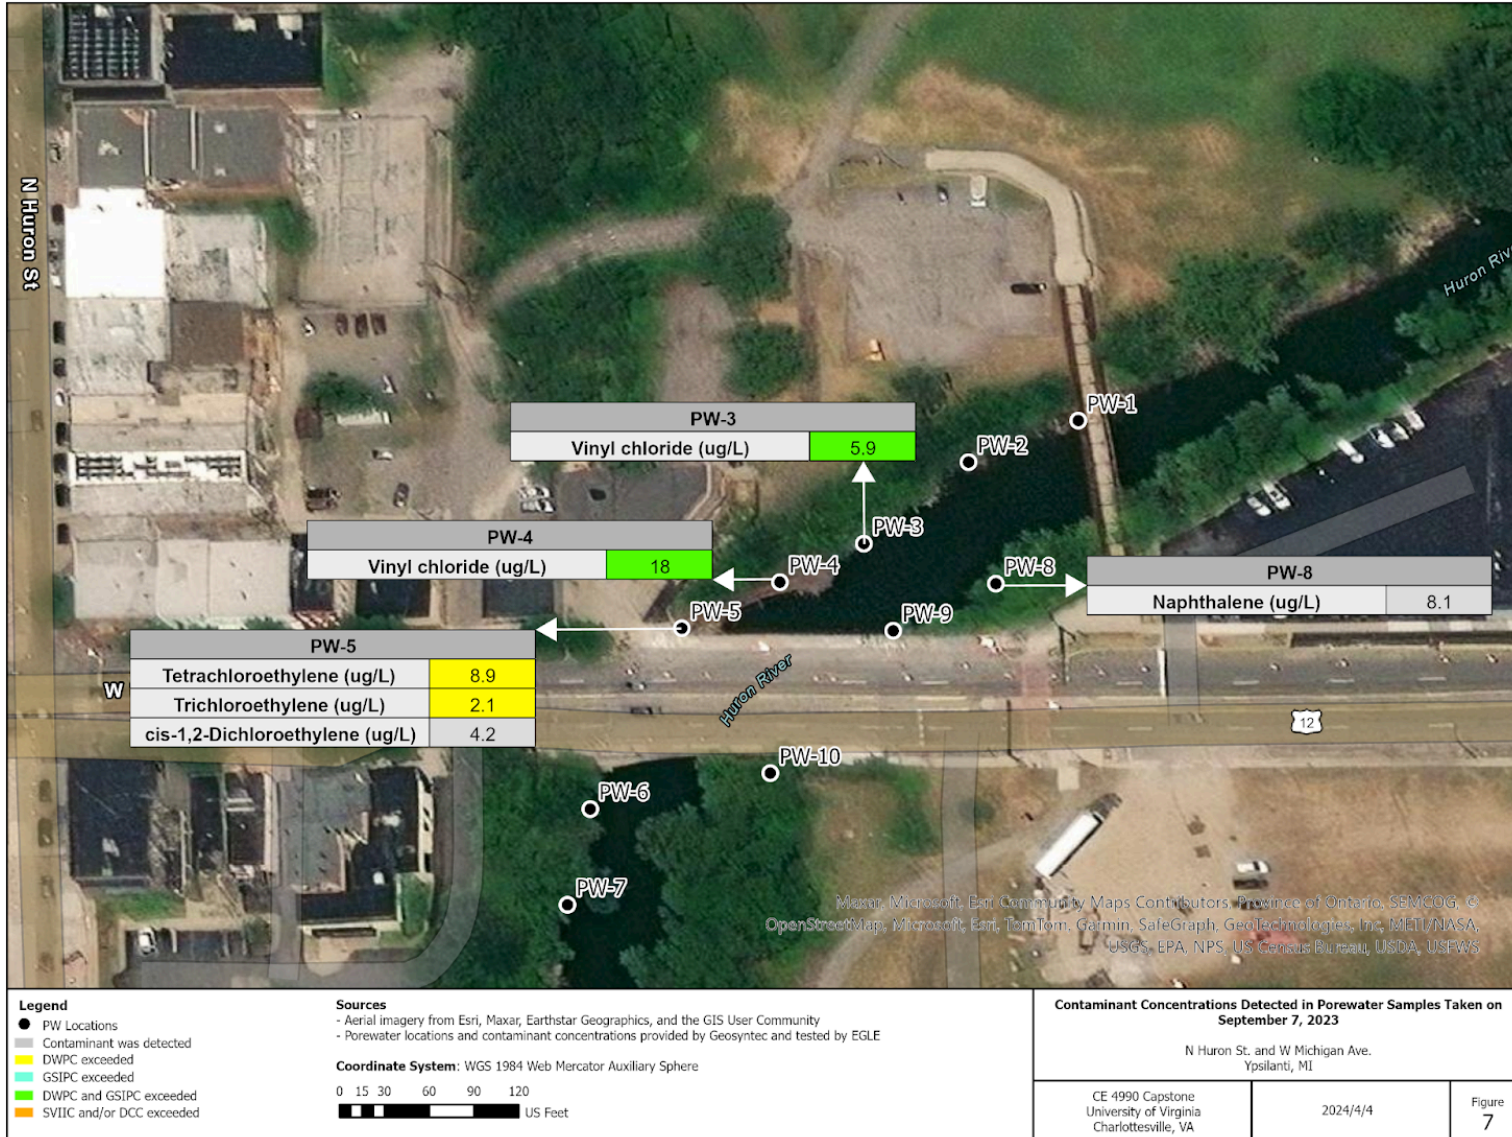 N Huron St
Huron Rive
PW-1
PW-2
PW-3
Vinyl chloride (ug/L) 5.9
PW-3
PW-4
Vinyl chloride (ug/L) 18
PW-4
PW-8
PW-8
Naphthalene (ug/L) 8.1
PW-5
PW-9
PW-5
Tetrachloroethylene (ug/L) 8.9
Trichloroethylene (ug/L) 2.1
cis-1,2-Dichloroethylene (ug/L) 4.2
W
Huron River
12
PW-10
PW-6
PW-7
Maxar, Microsoft, Esri Community Maps Contributors, Province of Ontario, SEMCOG, ©
OpenStreetMap, Microsoft, Esri, TomTom, Garmin, SafeGraph, GeoTechnologies, Inc, METI/NASA,
USGS, EPA, NPS, US Census Bureau, USDA, USFWS
Legend
PW Locations
Contaminant was detected
DWPC exceeded
GSIPC exceeded
DWPC and GSIPC exceeded
SVIIC and/or DCC exceeded
Sources
- Aerial imagery from Esri, Maxar, Earthstar Geographics, and the GIS User Community
- Porewater locations and contaminant concentrations provided by Geosyntec and tested by EGLE
Coordinate System: WGS 1984 Web Mercator Auxiliary Sphere
0 15 30 60 90 120
US Feet
Contaminant Concentrations Detected in Porewater Samples Taken on
September 7, 2023
N Huron St. and W Michigan Ave.
Ypsilanti, MI
CE 4990 Capstone
University of Virginia
Charlottesville, VA
2024/4/4
Figure
7